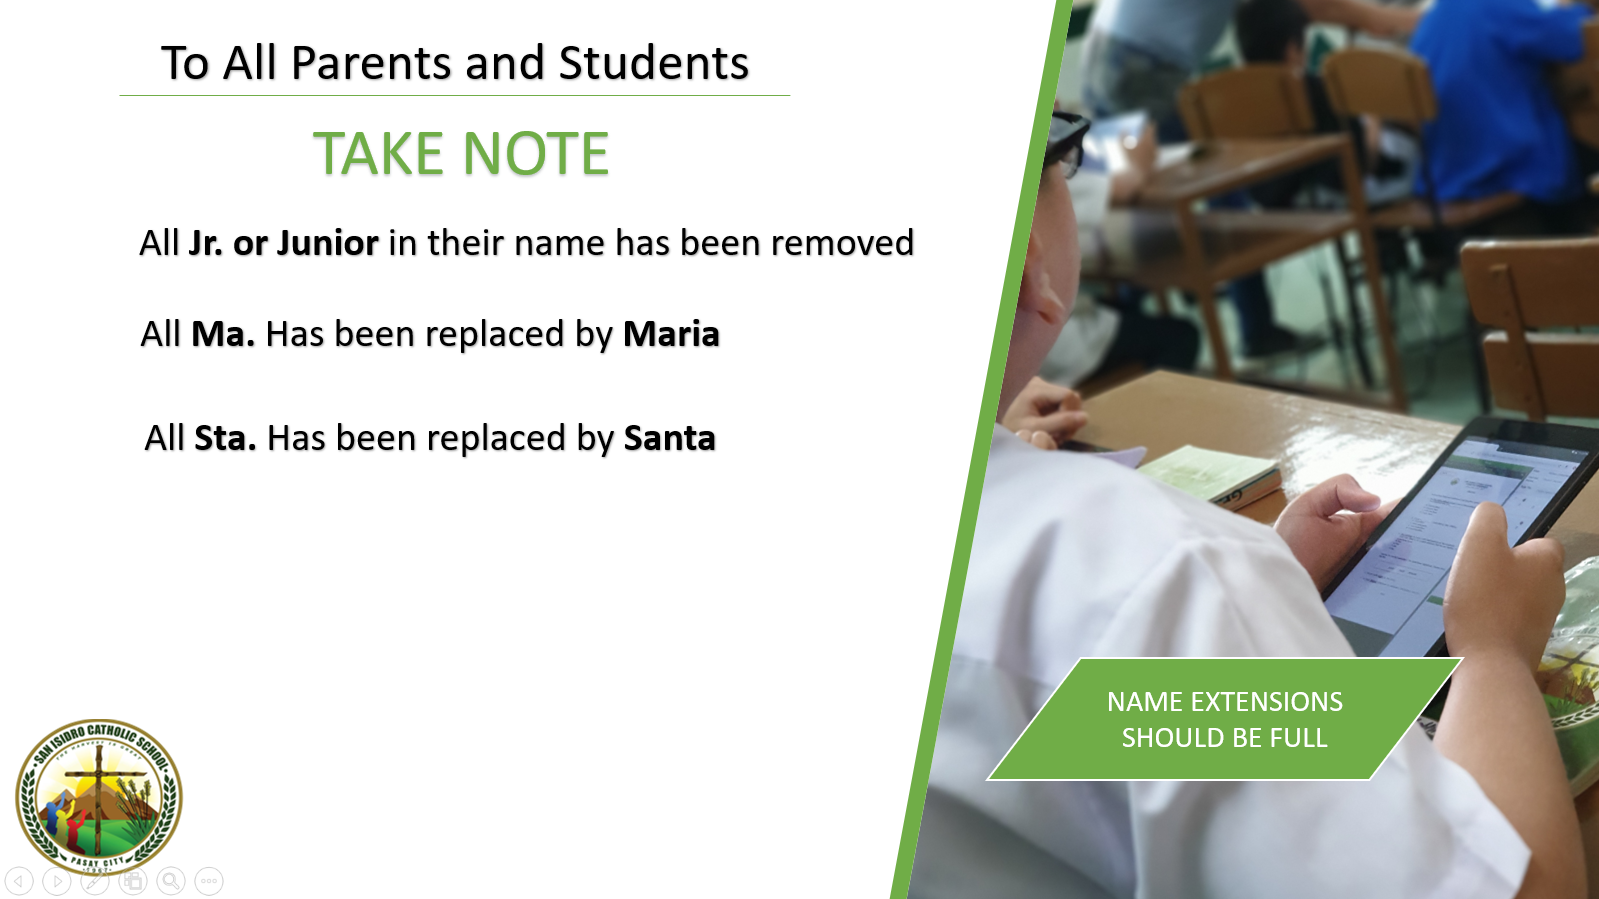 To All Parents and Students
TAKE NOTE
All Jr. or Junior in their name has been removed
All Ma. Has been replaced by Maria
All Sta. Has been replaced by Santa
NAME EXTENSIONS
SHOULD BE FULL
SAN ISIDRO CATHOLIC SCHOOL
PASAY CITY